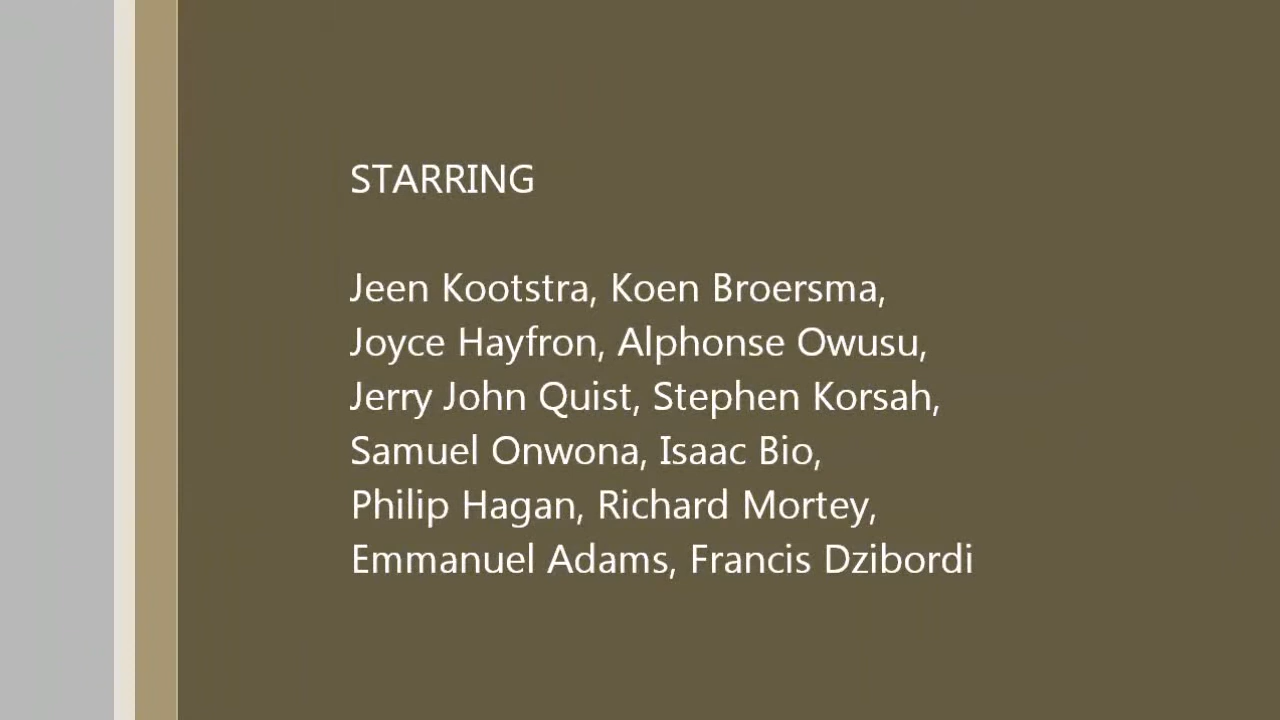 STARRING
Jeen Kootstra, Koen Broersma,
Joyce Hayfron, Alphonse Owusu,
Jerry John Quist, Stephen Korsah,
Samuel Onwona, Isaac Bio,
Philip Hagan, Richard Mortey,
Emmanuel Adams, Francis Dzibordi